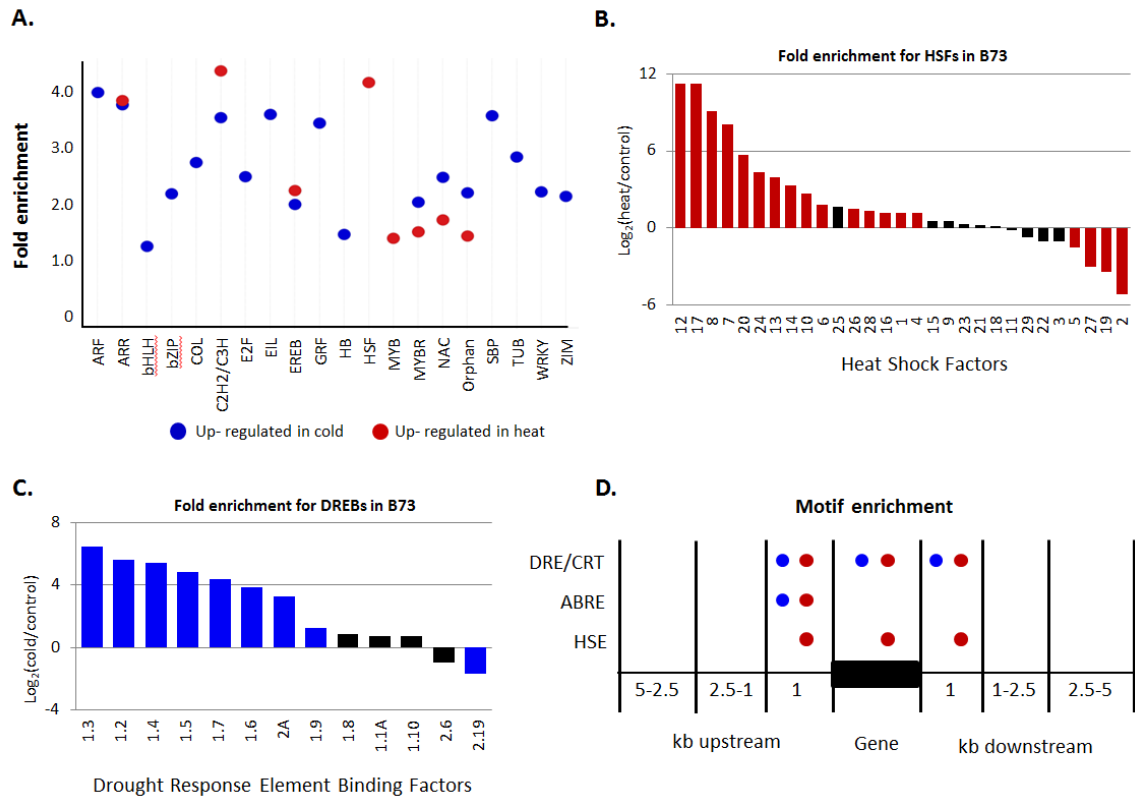 A.
Fold enrichment
4.0
3.0
2.0
1.0
0
ARF
ARR
bHLH
bZIP
COL
C2H2/C3H
E2F
EIL
EREB
GRF
HB
HSF
MYB
MYBR
NAC
Orphan
SBP
TUB
WRKY
ZIM
Up- regulated in cold
Up- regulated in heat
B.
Fold enrichment for HSFs in B73
Log2(heat/control)
12
6
0
-6
12
17
8
7
20
24
13
14
10
6
25
26
28
16
1
4
15
9
23
21
18
11
29
22
3
5
27
19
2
Heat Shock Factors
C.
Fold enrichment for DREBs in B73
Log2(cold/control)
8
4
0
-4
1.3
1.2
1.4
1.5
1.7
1.6
2A
1.9
1.8
1.1A
1.10
2.6
2.19
Drought Response Element Binding Factors
D.
Motif enrichment
DRE/CRT
ABRE
HSE
5-2.5
2.5-1
1
1
1-2.5
2.5-5
kb upstream
Gene
kb downstream